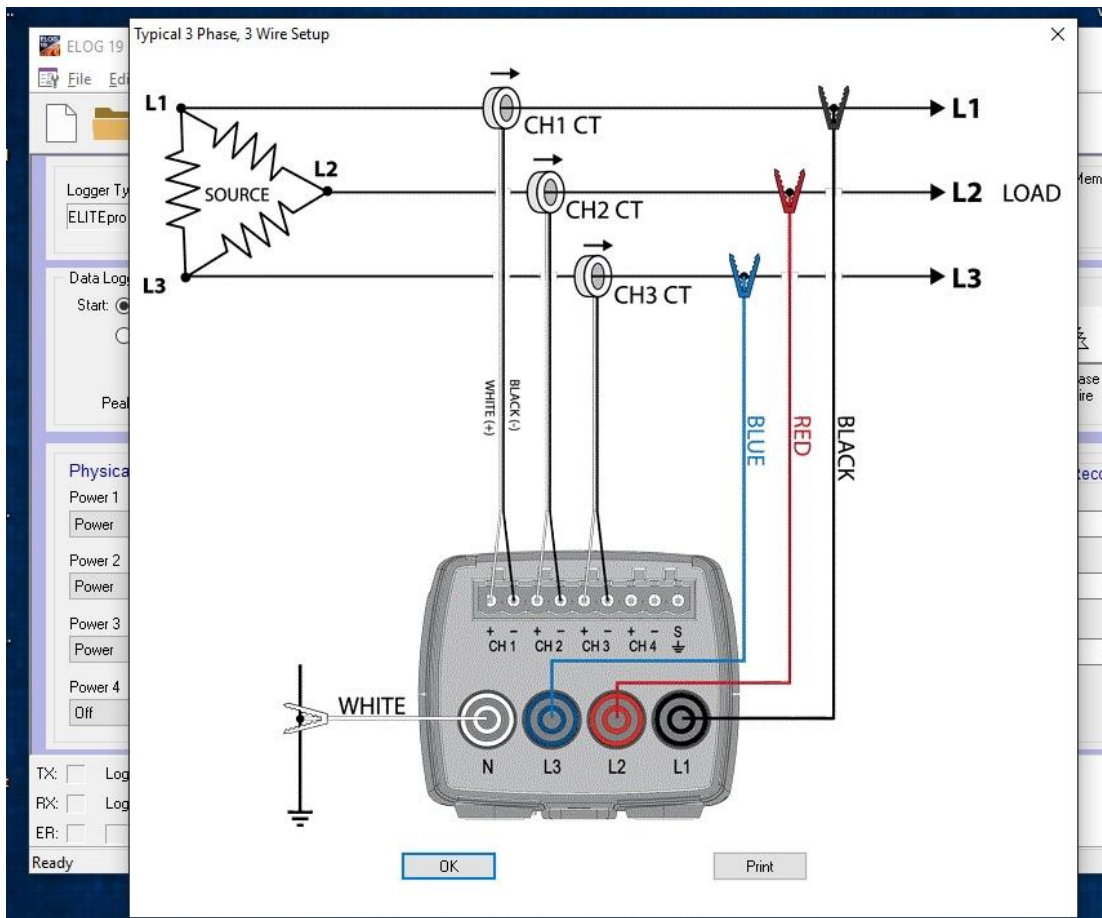 Typical 3 Phase, 3 Wire Setup
ELOG 19
File Edi
L1
CH1 CT
L1
L2
SOURCE
CH2 CT
L2 LOAD
L3
CH3 CT
L3
WHITE (+)
BLACK (-)
BLUE
RED
BLACK
+ - + - + - + - S
CH 1 CH 2 CH 3 CH 4
WHITE
N L3 L2 L1
OK
Print
Logger Ty
ELITEpro
Data Logg
Start:
Peal
Physica
Power 1
Power
Power 2
Power
Power 3
Power
Power 4
Off
TX: Log
RX: Log
ER:
Ready
Mem
ase
ire